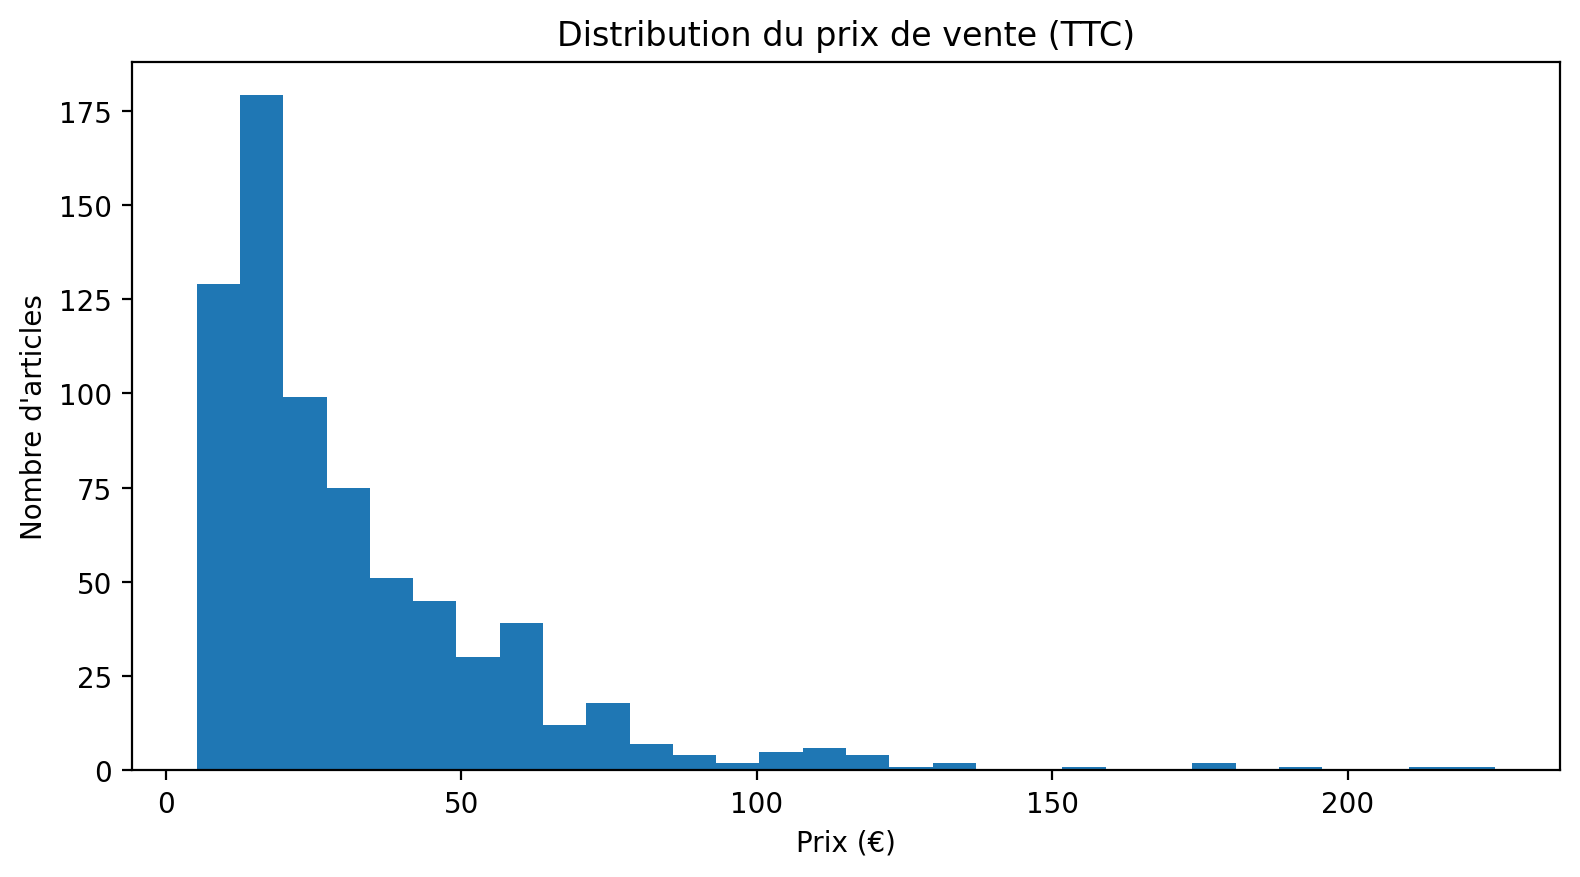 Distribution du prix de vente (TTC)
175
150
125
100
75
50
25
0
Nombre d'articles
0 50 100 150 200
Prix (€)